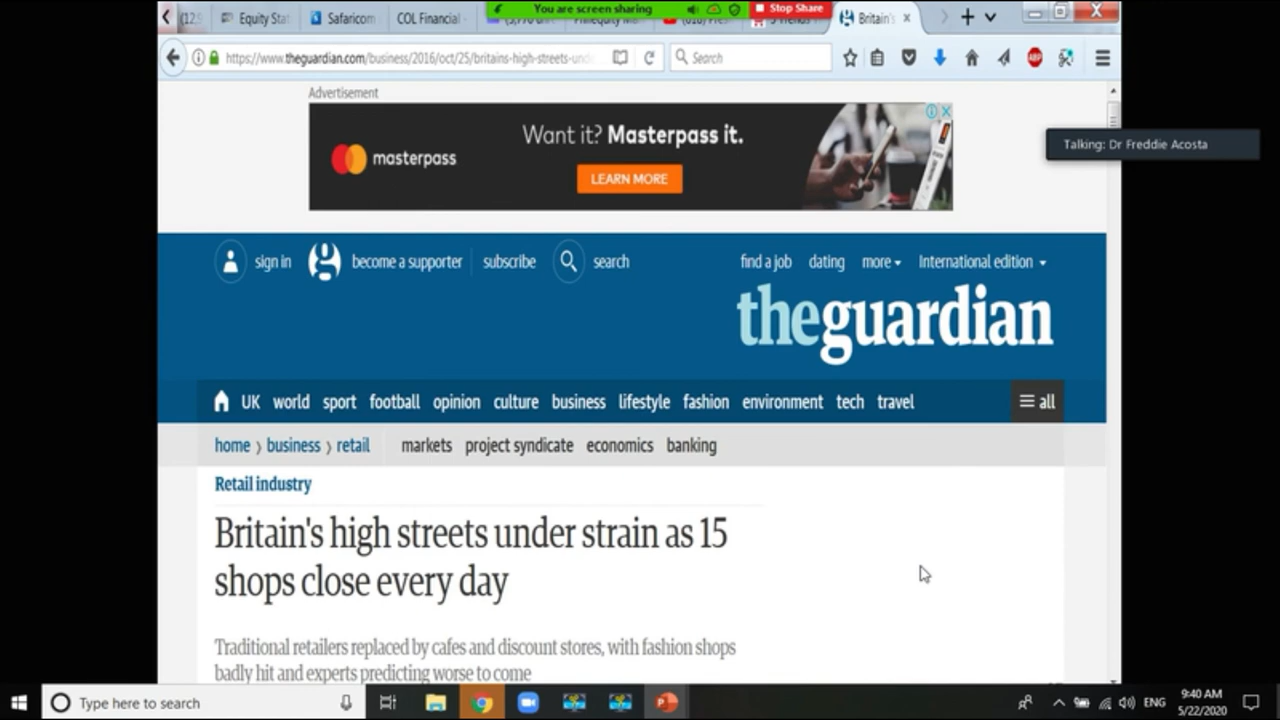 (12
Equity Sta
Safaricom
COL Financial
You are screen sharing
Stop Share
Britain's
https://www.theguardian.com/business/2016/oct/25/britains-high-streets-und
Search
ABP
Advertisement
masterpass
Want it? Masterpass it.
LEARN MORE
Talking: Dr Freddie Acosta
sign in
become a supporter
subscribe
search
find a job
dating
more
International edition
theguardian
UK world sport football opinion culture business lifestyle fashion environment tech travel
all
home › business › retail
markets project syndicate economics banking
Retail industry
Britain's high streets under strain as 15
shops close every day
Traditional retailers replaced by cafes and discount stores, with fashion shops
badly hit and experts predicting worse to come
Type here to search
ENG
9:40 AM
5/22/2020